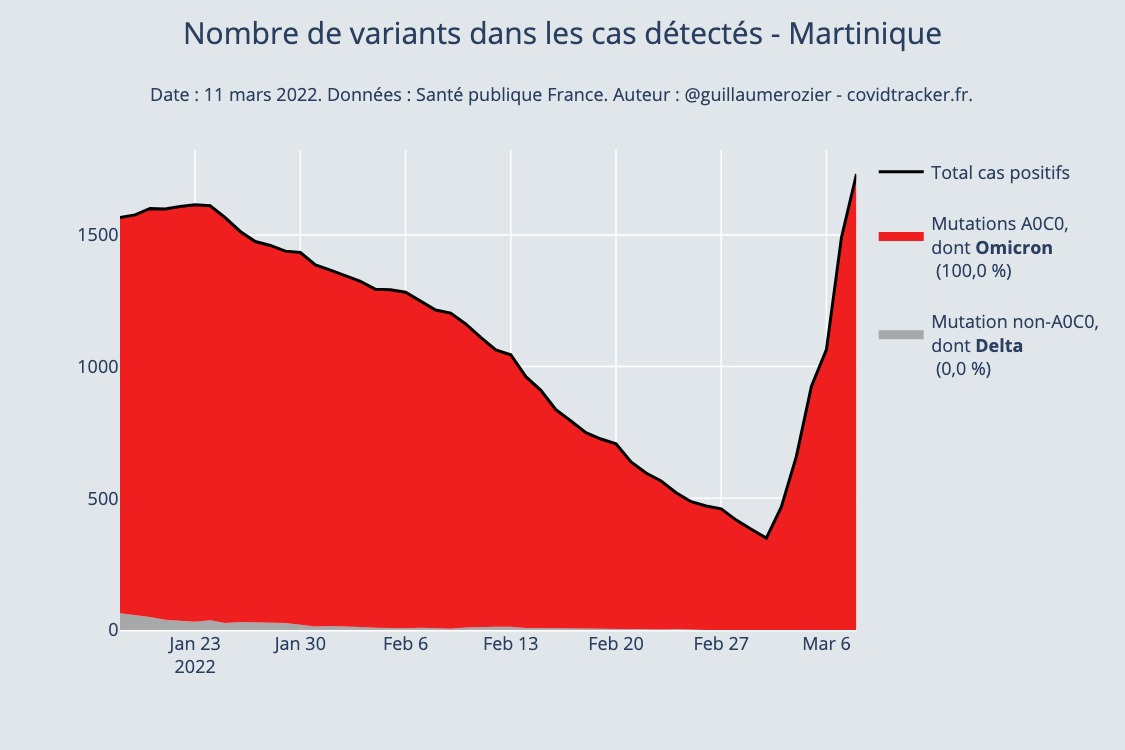 Nombre de variants dans les cas détectés - Martinique
Date : 11 mars 2022. Données : Santé publique France. Auteur : @guillaumerozier - covidtracker.fr.
Total cas positifs
Mutations A0C0,
dont Omicron
(100,0 %)
Mutation non-A0C0,
dont Delta
(0,0 %)
1500
1000
500
0
Jan 23
2022
Jan 30
Feb 6
Feb 13
Feb 20
Feb 27
Mar 6